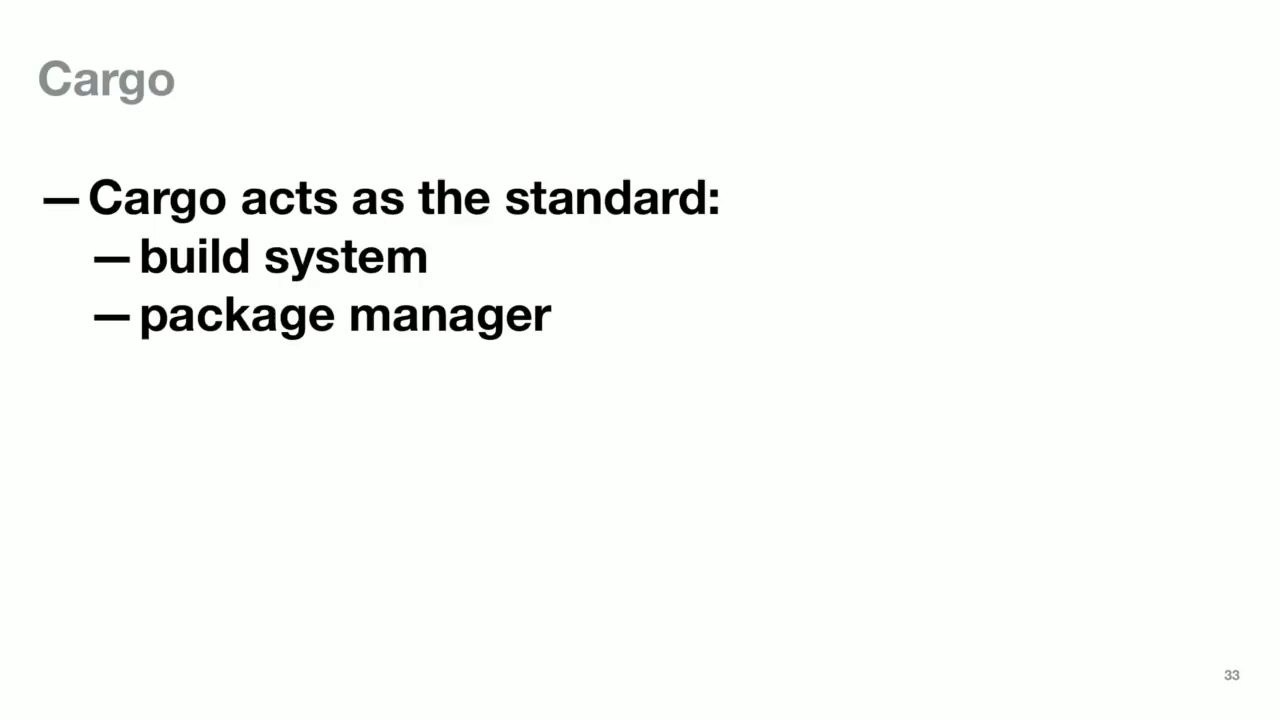 Cargo
— Cargo acts as the standard:
— build system
— package manager
33